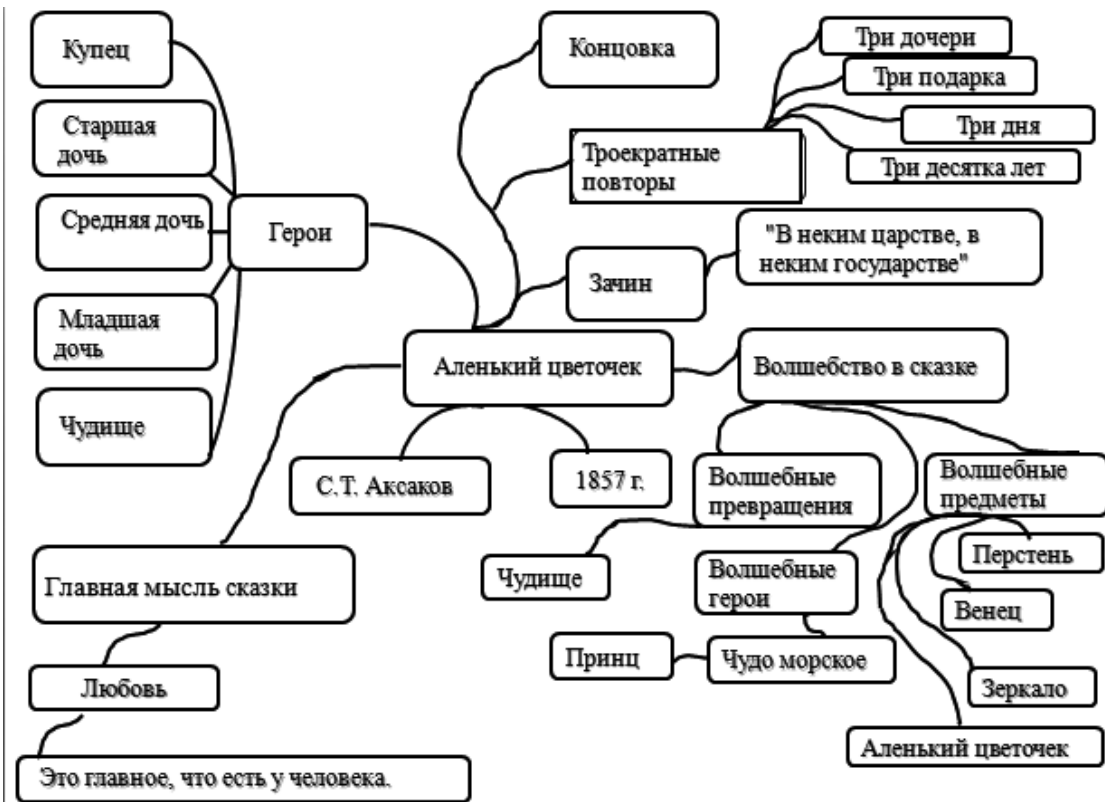 Купец
Старшая
дочь
Средняя дочь
Младшая
дочь
Чудище
Герои
Концовка
Троекратные
повторы
Три дочери
Три подарка
Три дня
Три десятка лет
Зачин
"В неким царстве, в
неким государстве"
Аленький цветочек
Волшебство в сказке
С.Т. Аксаков
1857 г.
Волшебные
превращения
Чудище
Волшебные
герои
Чудо морское
Принц
Волшебные
предметы
Перстень
Венец
Зеркало
Аленький цветочек
Главная мысль сказки
Любовь
Это главное, что есть у человека.